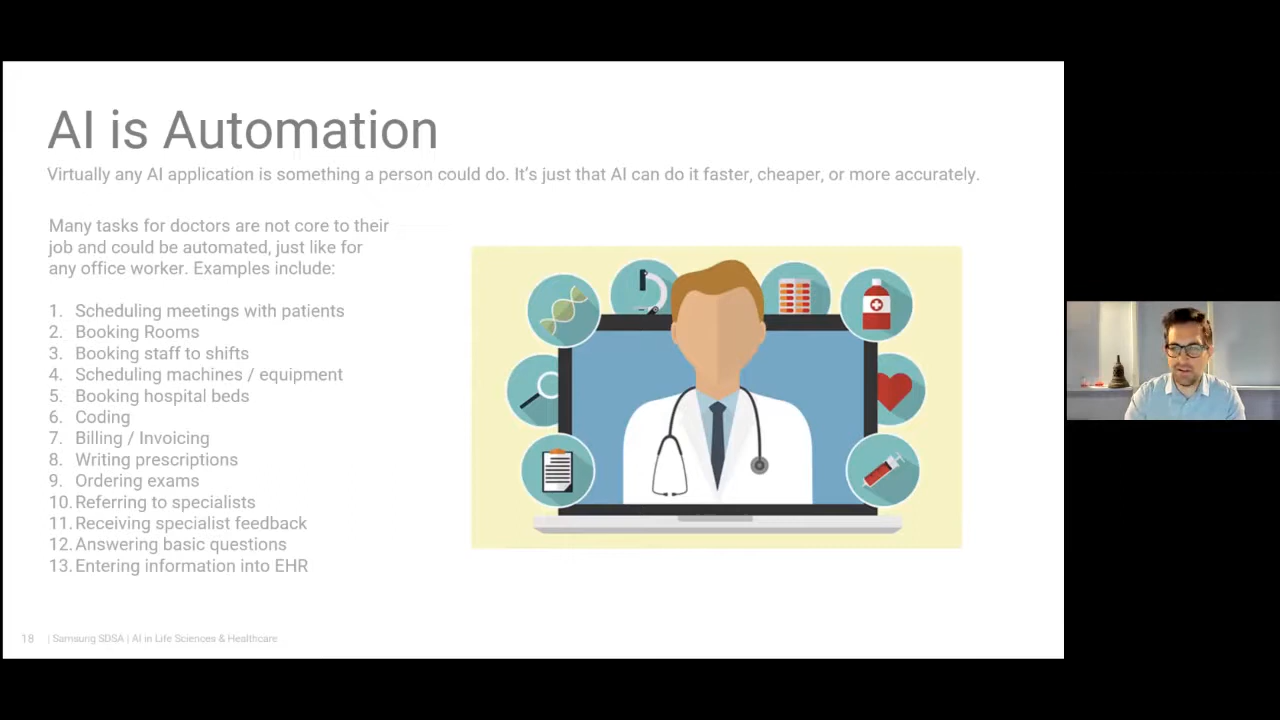 AI is Automation
Virtually any AI application is something a person could do. It's just that AI can do it faster, cheaper, or more accurately.
Many tasks for doctors are not core to their
job and could be automated, just like for
any office worker. Examples include:
1. Scheduling meetings with patients
2. Booking Rooms
3. Booking staff to shifts
4. Scheduling machines / equipment
5. Booking hospital beds
6. Coding
7. Billing / Invoicing
8. Writing prescriptions
9. Ordering exams
10. Referring to specialists
11. Receiving specialist feedback
12. Answering basic questions
13. Entering information into EHR
18 | Samsung SDSA | AI in Life Sciences & Healthcare